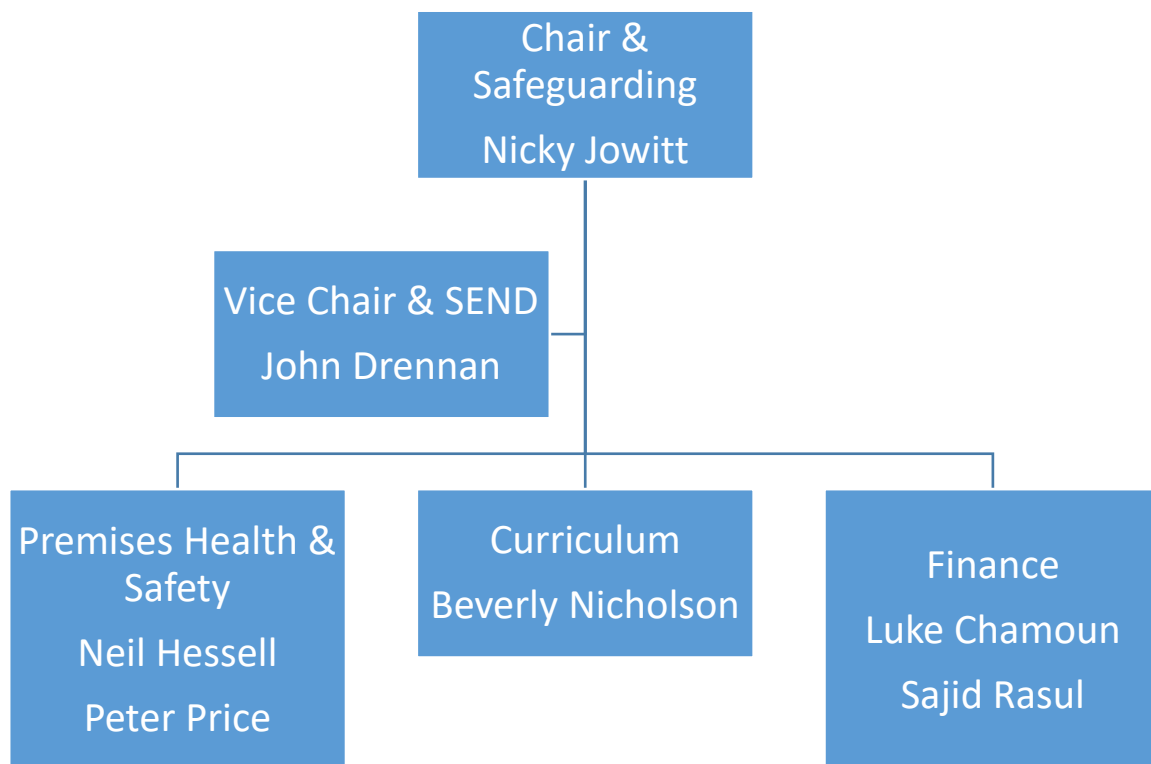 Chair &
Safeguarding
Nicky Jowitt
Vice Chair & SEND
John Drennan
Premises Health &
Safety
Neil Hessell
Peter Price
Curriculum
Beverly Nicholson
Finance
Luke Chamoun
Sajid Rasul